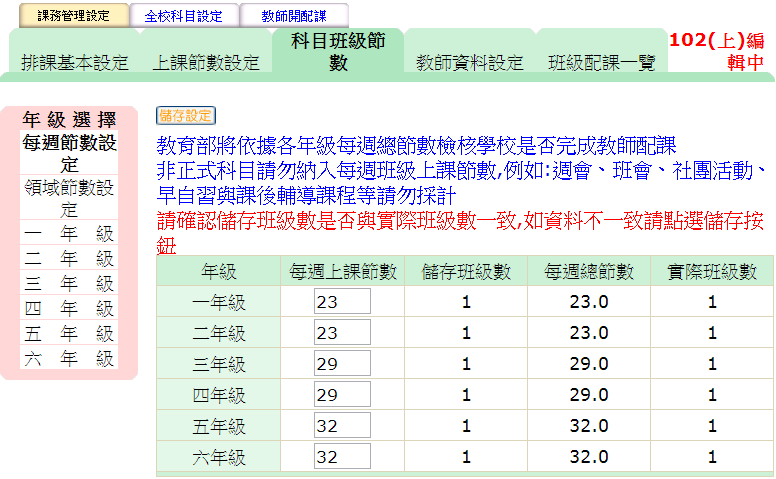 課務管理設定 全校科目設定 教師開配課
排課基本設定 上課節數設定 科目班級節數 教師資料設定 班級配課一覽 102(上)編輯中
年 級 選 擇
每週節數設定
領域節數設定
一 年 級
二 年 級
三 年 級
四 年 級
五 年 級
六 年 級
儲存設定
教育部將依據各年級每週總節數檢核學校是否完成教師配課
非正式科目請勿納入每週班級上課節數,例如:週會、班會、社團活動、
早自習與課後輔導課程等請勿採計
請確認儲存班級數是否與實際班級數一致,如資料不一致請點選儲存按
鈕
年級 每週上課節數 儲存班級數 每週總節數 實際班級數
一年級 23 1 23.0 1
二年級 23 1 23.0 1
三年級 29 1 29.0 1
四年級 29 1 29.0 1
五年級 32 1 32.0 1
六年級 32 1 32.0 1